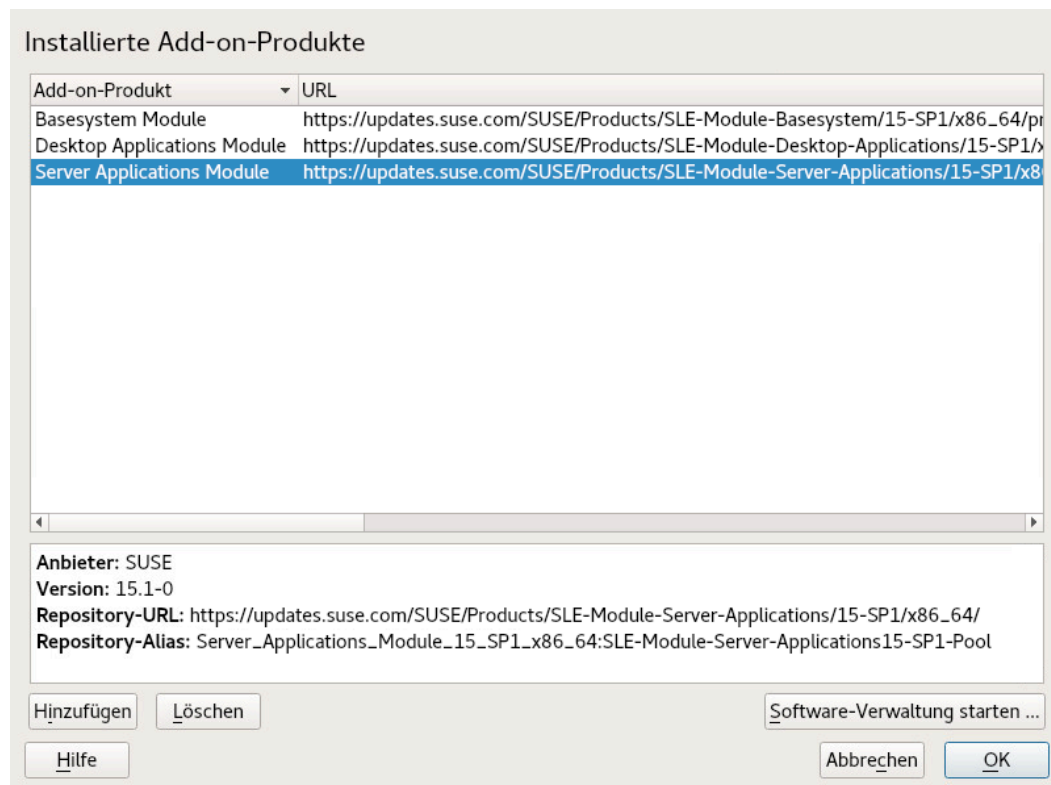 Installierte Add-on-Produkte
Add-on-Produkt URL
Basesystem Module https://updates.suse.com/SUSE/Products/SLE-Module-Basesystem/15-SP1/x86_64/pr
Desktop Applications Module https://updates.suse.com/SUSE/Products/SLE-Module-Desktop-Applications/15-SP1/x
Server Applications Module https://updates.suse.com/SUSE/Products/SLE-Module-Server-Applications/15-SP1/x8
Anbieter: SUSE
Version: 15.1-0
Repository-URL: https://updates.suse.com/SUSE/Products/SLE-Module-Server-Applications/15-SP1/x86_64/
Repository-Alias: Server_Applications_Module_15_SP1_x86_64:SLE-Module-Server-Applications15-SP1-Pool
Hinzufügen Löschen Software-Verwaltung starten ...
Hilfe Abbrechen OK